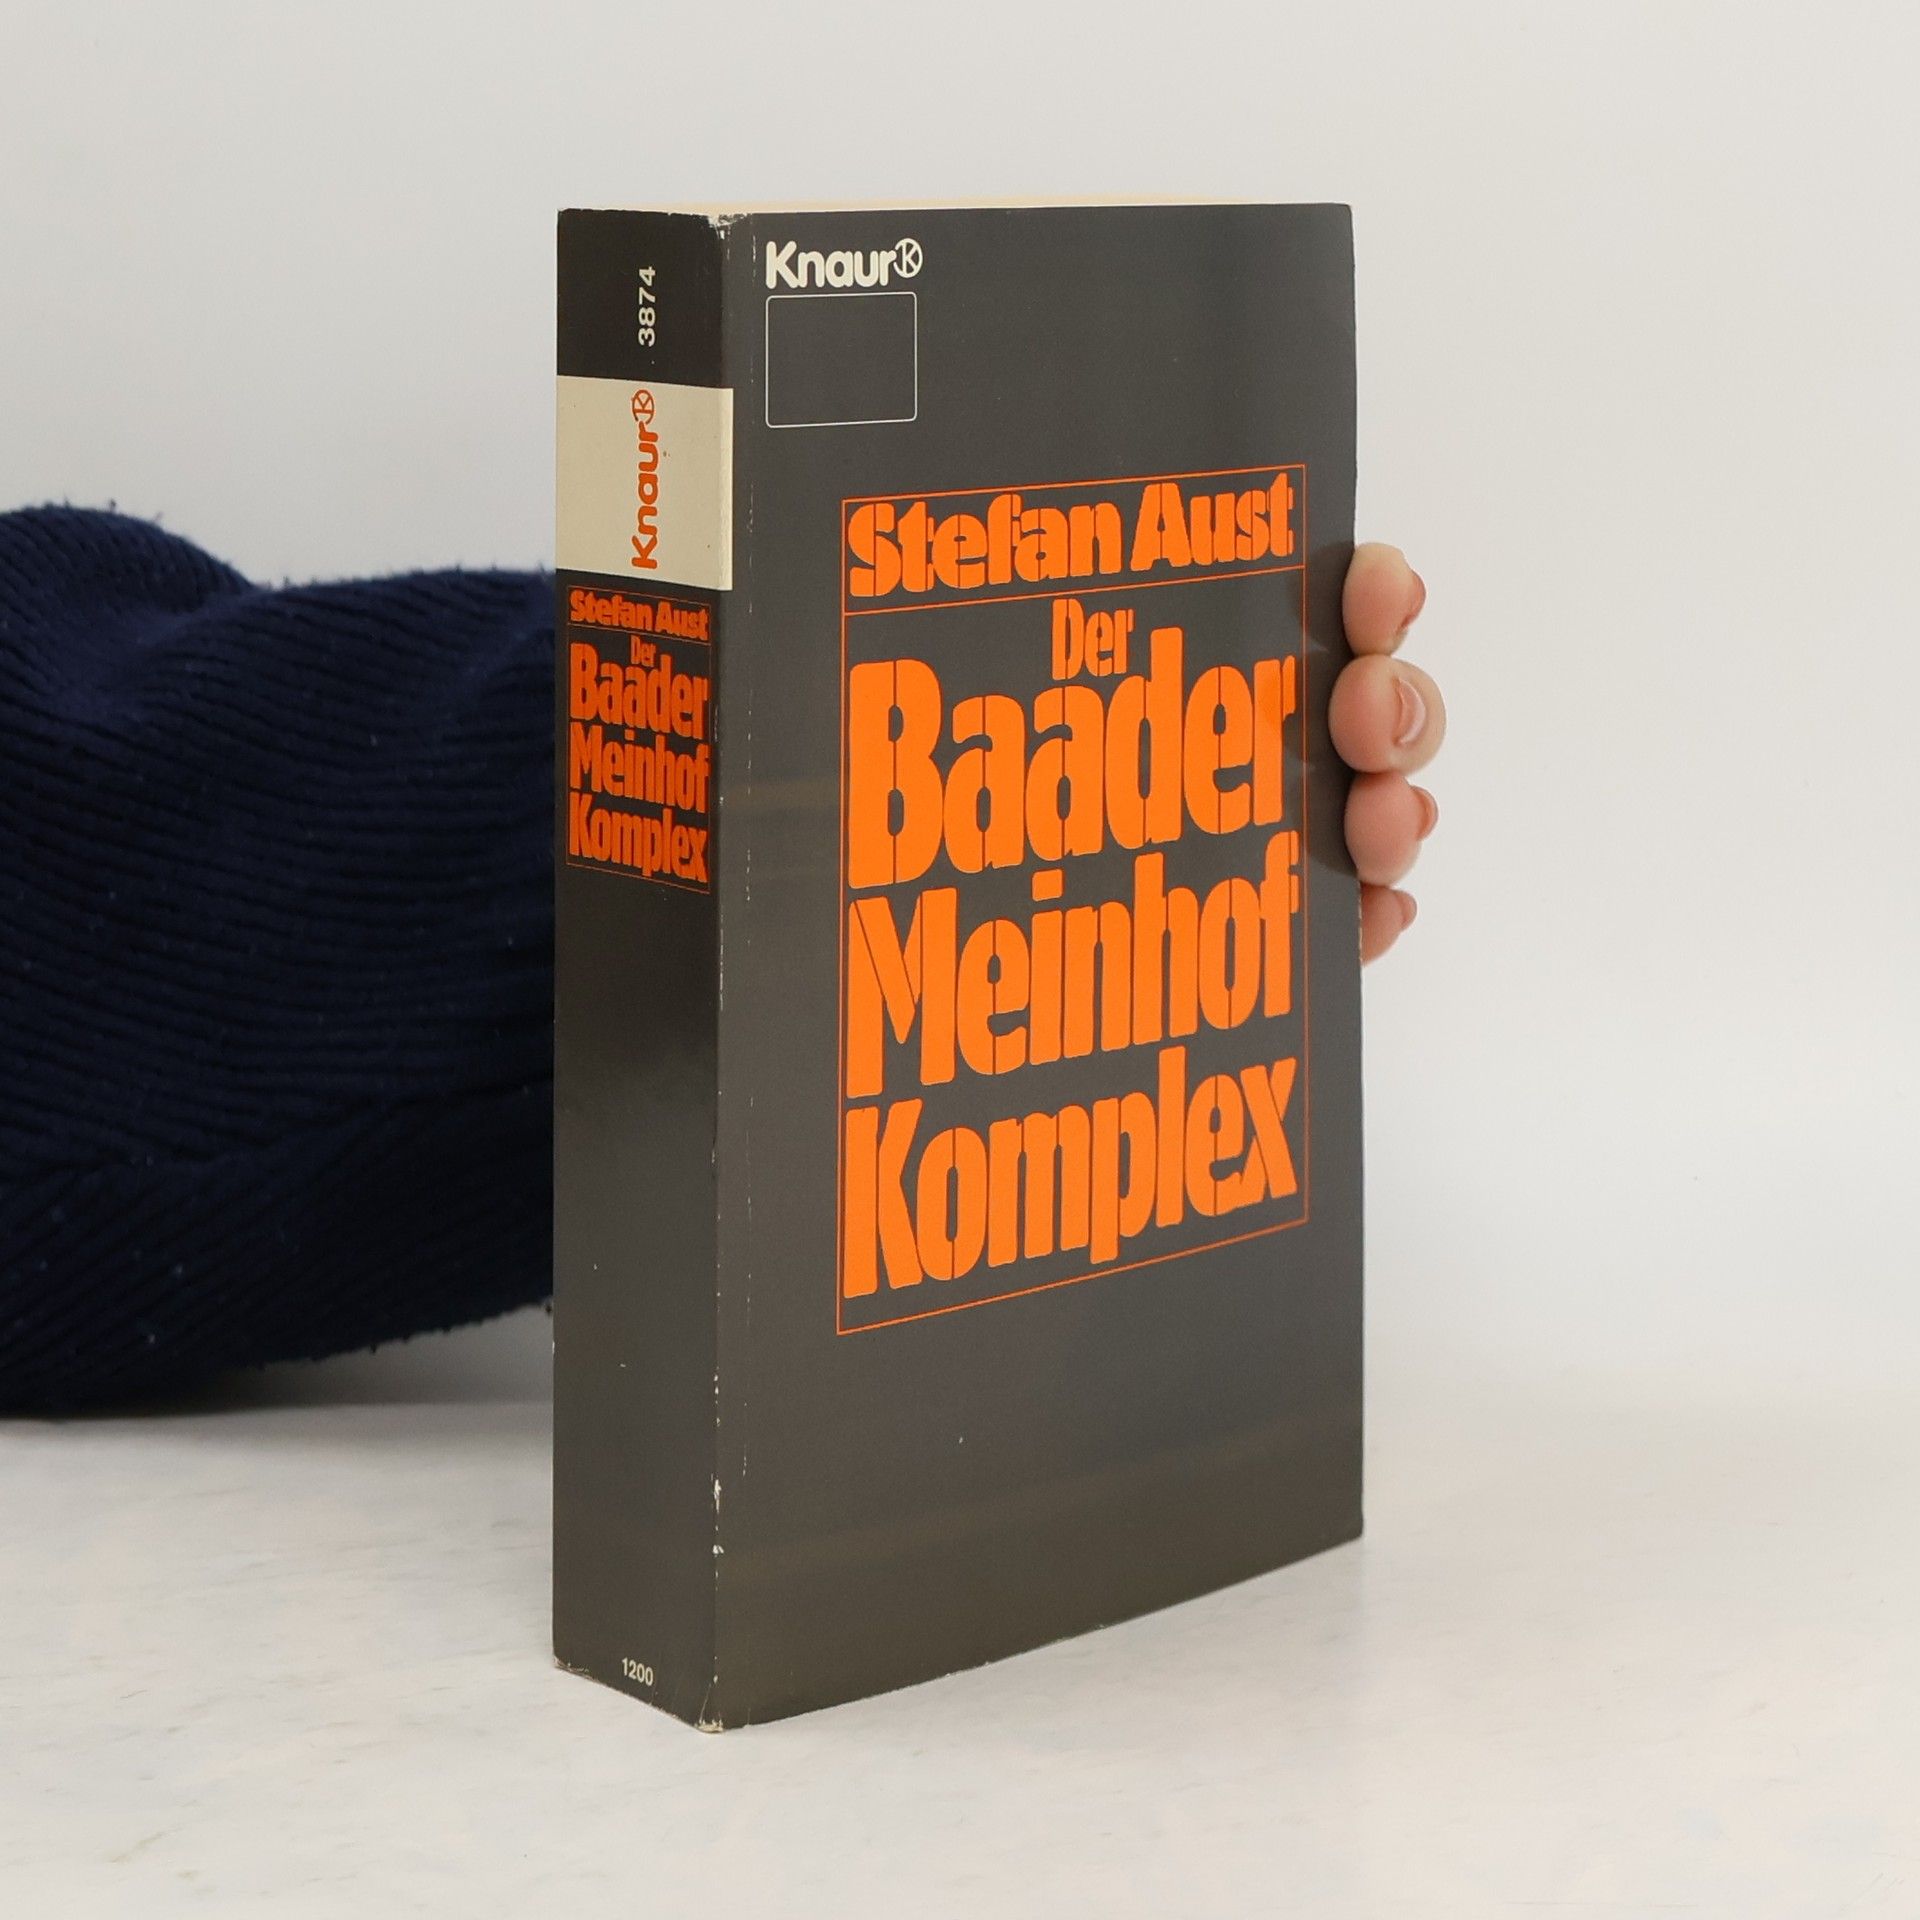 3874
Knaur
Stefan Aust
Der
Baader
Meinhof
Komplex
1200
Knaur
Stefan Aust
Der
Baader
Meinhof
Komplex